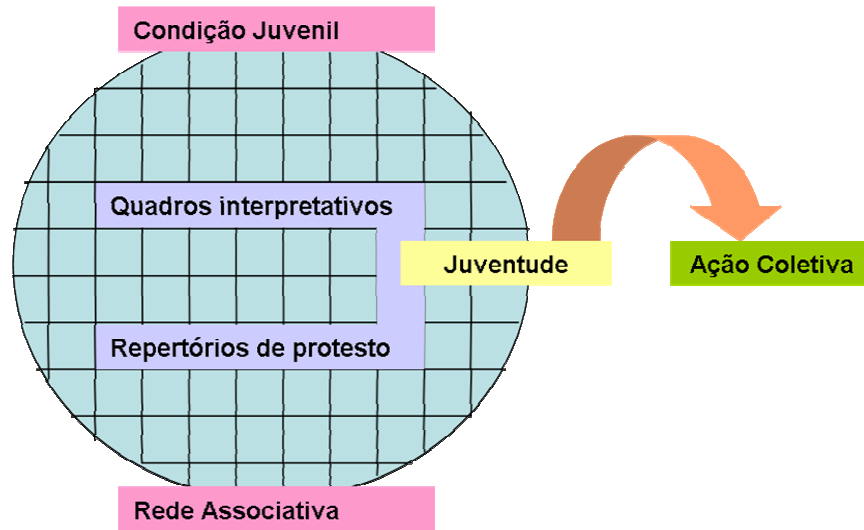 Condição Juvenil
Quadros interpretativos
Juventude
Ação Coletiva
Repertórios de protesto
Rede Associativa